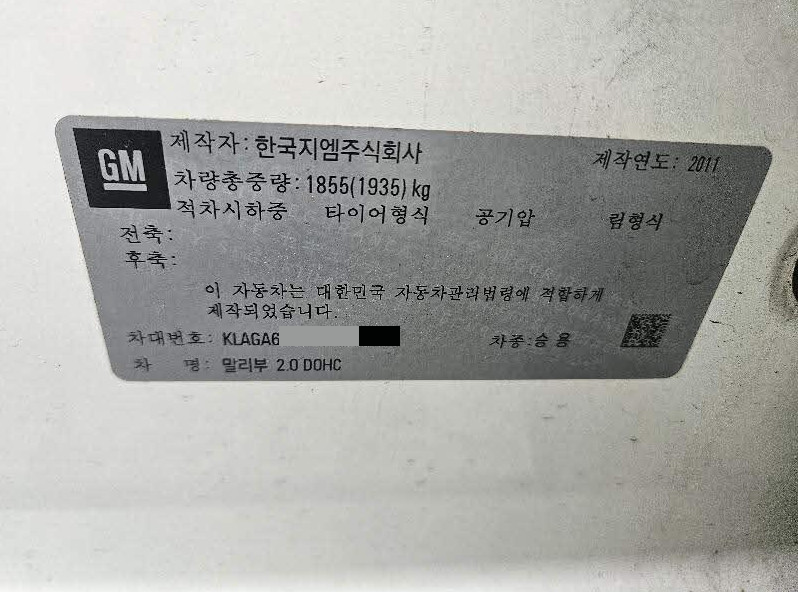 GM
제작자: 한국지엠주식회사 제작연도: 2011
차량총중량: 1855(1935) kg
적차시하중 타이어형식 공기압 림형식
전축:
후축:
이 자동차는 대한민국 자동차관리법령에 적합하게
제작되었습니다.
차대번호: KLAGA6 차종:승 용
차 명: 말리부 2.0 DOHC